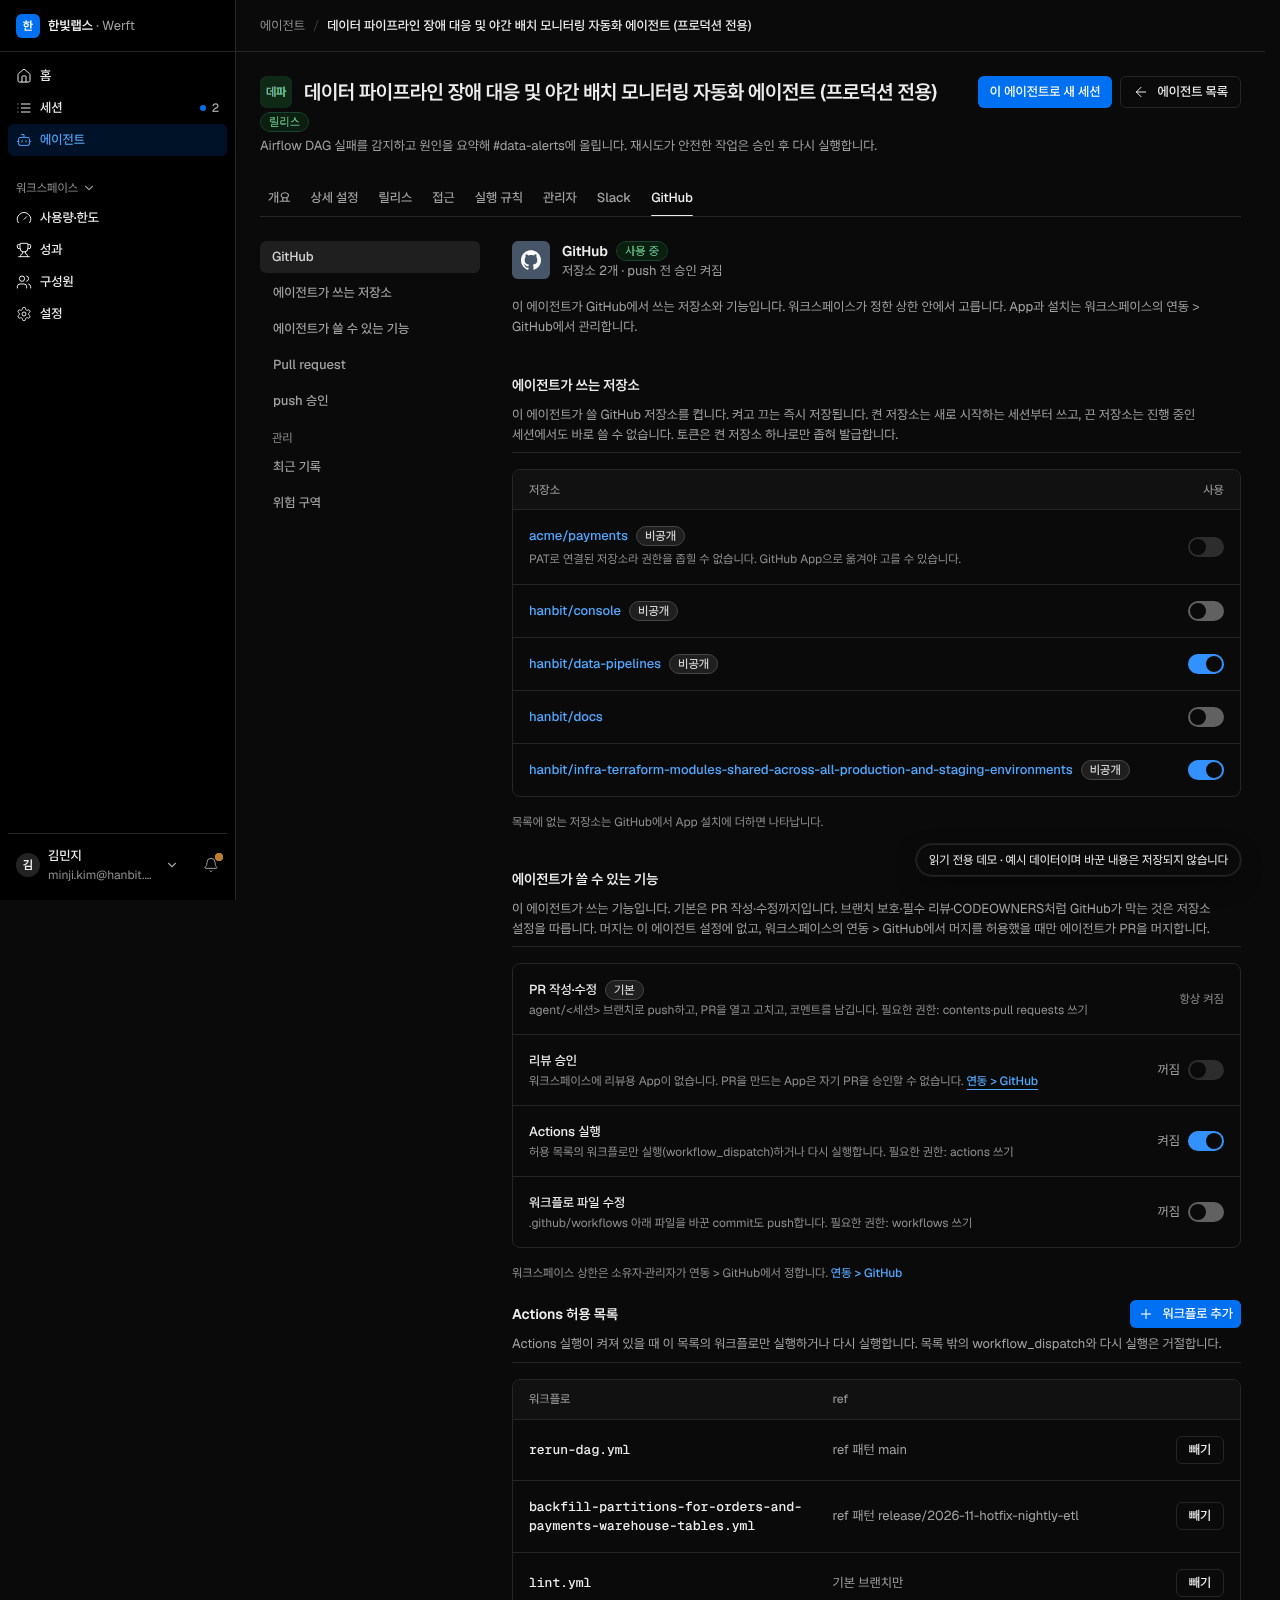 한 한빛랩스 · Werft
홈
세션 2
에이전트
워크스페이스
사용량·한도
성과
구성원
설정
김 김민지
minji.kim@hanbit....
에이전트 / 데이터 파이프라인 장애 대응 및 야간 배치 모니터링 자동화 에이전트 (프로덕션 전용)
데파 데이터 파이프라인 장애 대응 및 야간 배치 모니터링 자동화 에이전트 (프로덕션 전용)
이 에이전트로 새 세션
에이전트 목록
릴리스
Airflow DAG 실패를 감지하고 원인을 요약해 #data-alerts에 올립니다. 재시도가 안전한 작업은 승인 후 다시 실행합니다.
개요 상세 설정 릴리스 접근 실행 규칙 관리자 Slack GitHub
GitHub
에이전트가 쓰는 저장소
에이전트가 쓸 수 있는 기능
Pull request
push 승인
관리
최근 기록
위험 구역
GitHub 사용 중
저장소 2개 · push 전 승인 켜짐
이 에이전트가 GitHub에서 쓰는 저장소와 기능입니다. 워크스페이스가 정한 상한 안에서 고릅니다. App과 설치는 워크스페이스의 연동 >
GitHub에서 관리합니다.
에이전트가 쓰는 저장소
이 에이전트가 쓸 GitHub 저장소를 켭니다. 켜고 끄는 즉시 저장됩니다. 켠 저장소는 새로 시작하는 세션부터 쓰고, 끈 저장소는 진행 중인
세션에서도 바로 쓸 수 없습니다. 토큰은 켠 저장소 하나로만 좁혀 발급합니다.
저장소 사용
acme/payments 비공개
PAT로 연결된 저장소라 권한을 좁힐 수 없습니다. GitHub App으로 옮겨야 고를 수 있습니다.
hanbit/console 비공개
hanbit/data-pipelines 비공개
hanbit/docs
hanbit/infra-terraform-modules-shared-across-all-production-and-staging-environments 비공개
목록에 없는 저장소는 GitHub에서 App 설치에 더하면 나타납니다.
읽기 전용 데모 · 예시 데이터이며 바꾼 내용은 저장되지 않습니다
에이전트가 쓸 수 있는 기능
이 에이전트가 쓰는 기능입니다. 기본은 PR 작성·수정까지입니다. 브랜치 보호·필수 리뷰·CODEOWNERS처럼 GitHub가 막는 것은 저장소
설정을 따릅니다. 머지는 이 에이전트 설정에 없고, 워크스페이스의 연동 > GitHub에서 머지를 허용했을 때만 에이전트가 PR을 머지합니다.
PR 작성·수정 기본
agent/<세션> 브랜치로 push하고, PR을 열고 고치고, 코멘트를 남깁니다. 필요한 권한: contents·pull requests 쓰기
항상 켜짐
리뷰 승인
워크스페이스에 리뷰용 App이 없습니다. PR을 만드는 App은 자기 PR을 승인할 수 없습니다. 연동 > GitHub
꺼짐
Actions 실행
허용 목록의 워크플로만 실행(workflow_dispatch)하거나 다시 실행합니다. 필요한 권한: actions 쓰기
켜짐
워크플로 파일 수정
.github/workflows 아래 파일을 바꾼 commit도 push합니다. 필요한 권한: workflows 쓰기
꺼짐
워크스페이스 상한은 소유자·관리자가 연동 > GitHub에서 정합니다. 연동 > GitHub
Actions 허용 목록
워크플로 추가
Actions 실행이 켜져 있을 때 이 목록의 워크플로만 실행하거나 다시 실행합니다. 목록 밖의 workflow_dispatch와 다시 실행은 거절합니다.
워크플로 ref
rerun-dag.yml ref 패턴 main 빼기
backfill-partitions-for-orders-and-
payments-warehouse-tables.yml
ref 패턴 release/2026-11-hotfix-nightly-etl 빼기
lint.yml 기본 브랜치만 빼기